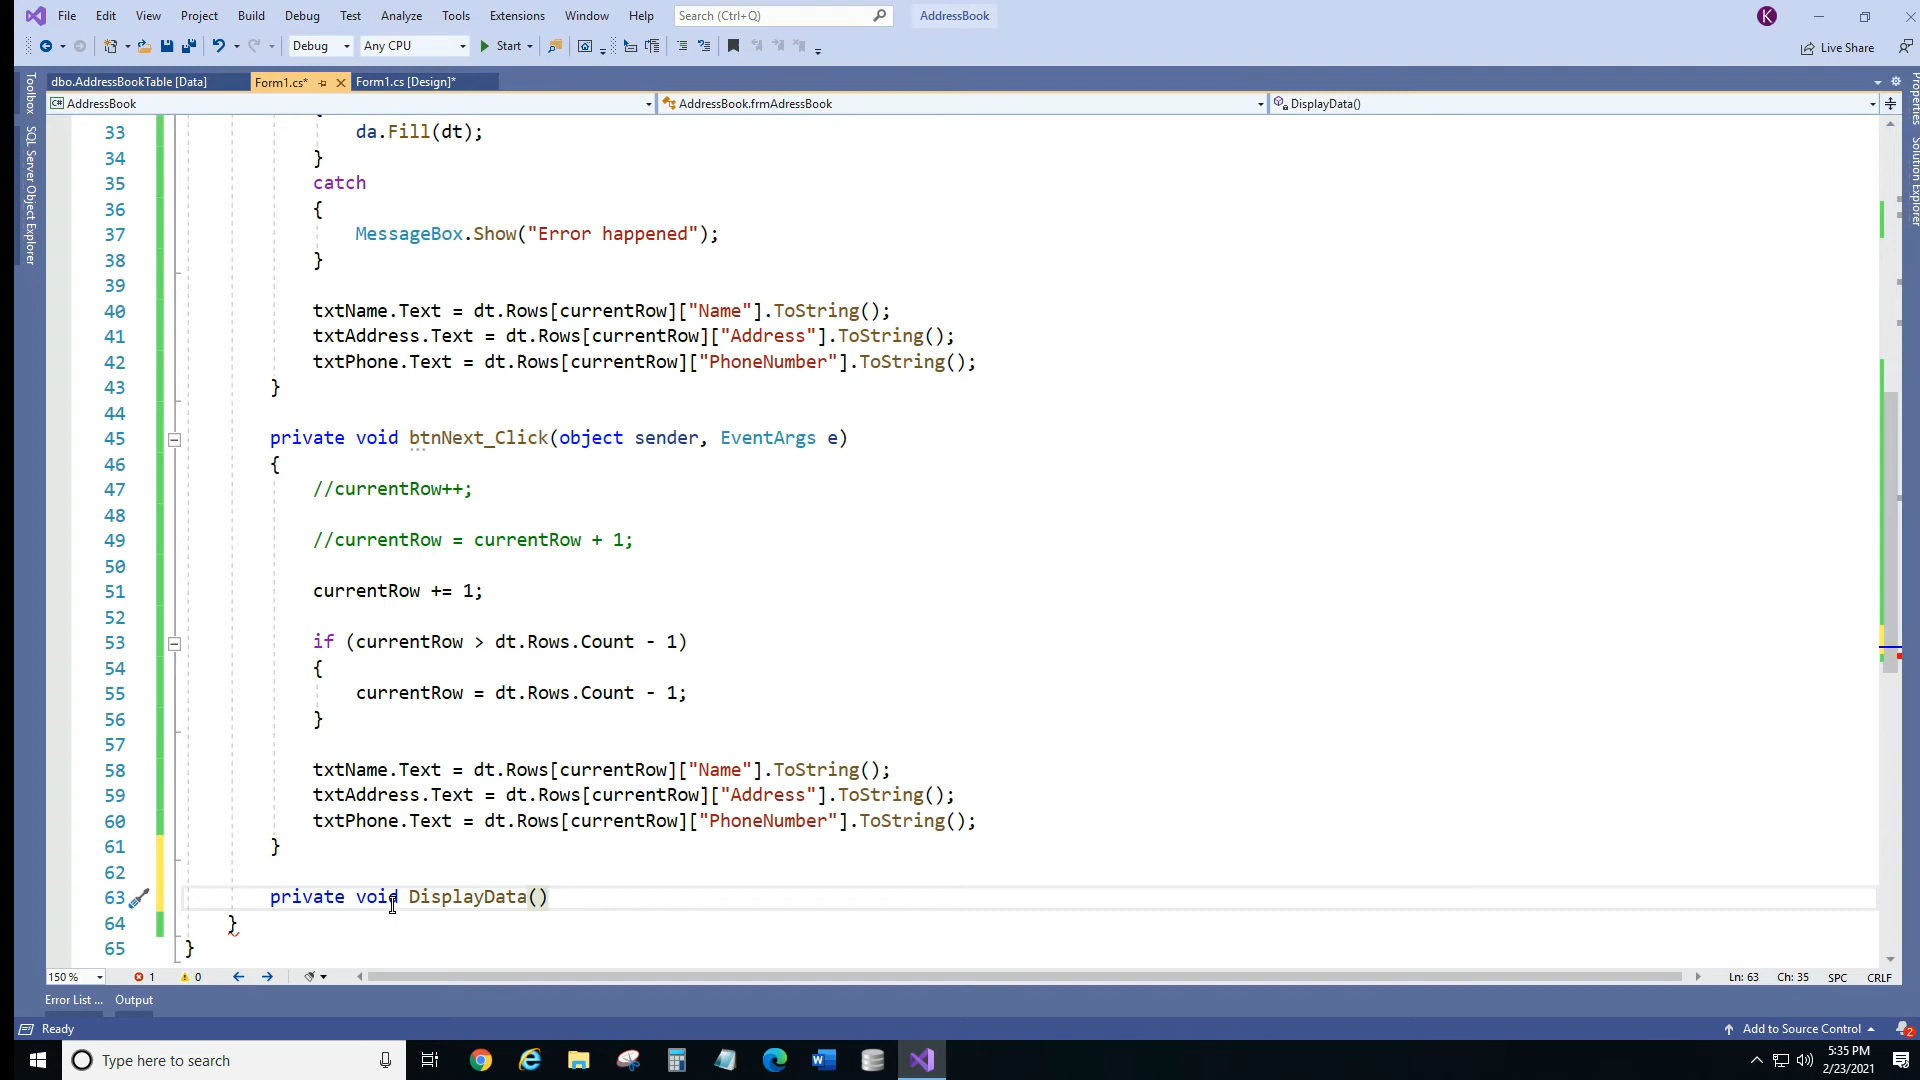 File Edit View Project Build Debug Test Analyze Tools Extensions Window Help Search (Ctrl+Q) AddressBook K
Debug Any CPU Start Live Share
dbo.AddressBookTable [Data] Form1.cs* Form1.cs [Design]*
C# AddressBook AddressBook.frmAdressBook DisplayData()
Toolbox
SQL Server Object Explorer
Properties
Solution Explorer
{
33 da.Fill(dt);
34 }
35 catch
36 {
37 MessageBox.Show("Error happened");
38 }
39
40 txtName.Text = dt.Rows[currentRow]["Name"].ToString();
41 txtAddress.Text = dt.Rows[currentRow]["Address"].ToString();
42 txtPhone.Text = dt.Rows[currentRow]["PhoneNumber"].ToString();
43 }
44
45 private void btnNext_Click(object sender, EventArgs e)
46 {
47 //currentRow++;
48
49 //currentRow = currentRow + 1;
50
51 currentRow += 1;
52
53 if (currentRow > dt.Rows.Count - 1)
54 {
55 currentRow = dt.Rows.Count - 1;
56 }
57
58 txtName.Text = dt.Rows[currentRow]["Name"].ToString();
59 txtAddress.Text = dt.Rows[currentRow]["Address"].ToString();
60 txtPhone.Text = dt.Rows[currentRow]["PhoneNumber"].ToString();
61 }
62
63 private void DisplayData()
64 }
65 }
150 % 1 0 Ln: 63 Ch: 35 SPC CRLF
Error List ... Output
Ready Add to Source Control 2
Type here to search 5:35 PM
2/23/2021